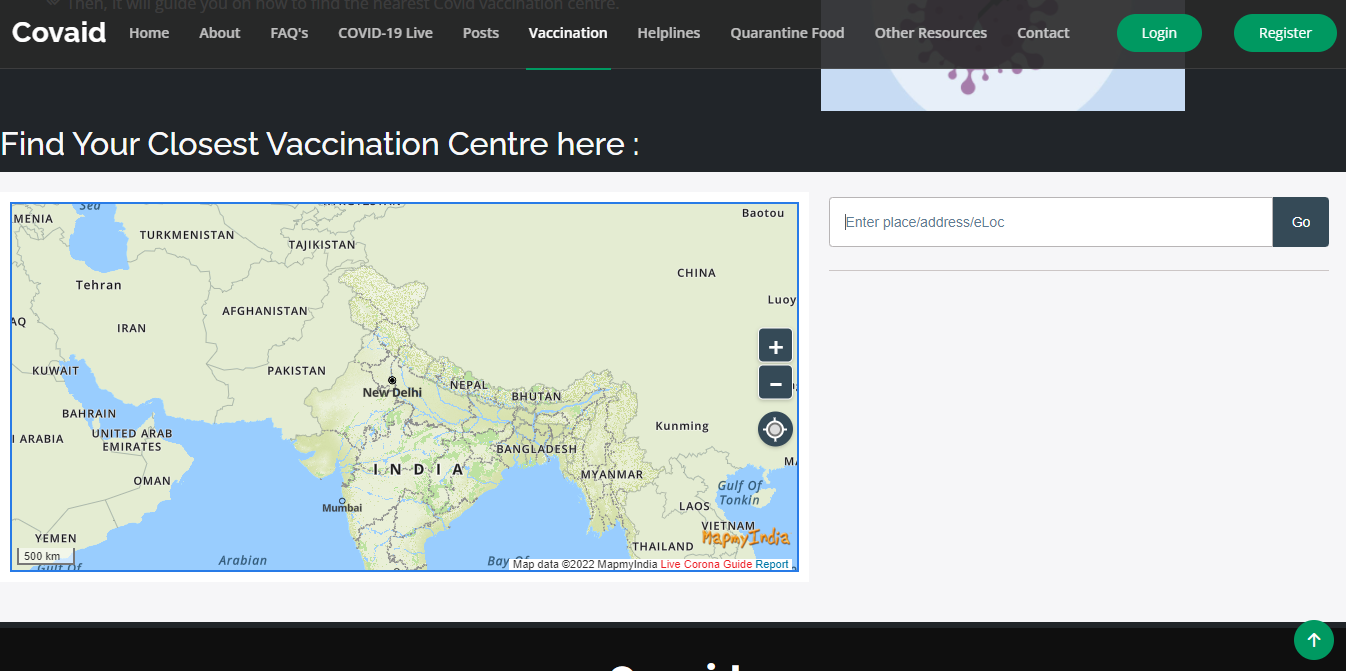 Then, it will guide you on how to find the nearest Covid vaccination centre.
Covaid
Home About FAQ's COVID-19 Live Posts Vaccination Helplines Quarantine Food Other Resources Contact Login Register
Find Your Closest Vaccination Centre here :
Enter place/address/eLoc Go
Sea
MENIA
TURKMENISTAN
TAJIKISTAN
Baotou
CHINA
Tehran
Luoy
AFGHANISTAN
AQ
IRAN
+
KUWAIT
PAKISTAN
NEPAL
−
New Delhi
BHUTAN
BAHRAIN
Kunming
UNITED ARAB
EMIRATES
I ARABIA
BANGLADESH
INDIA
MYANMAR
OMAN
Gulf Of
Tonkin
Mumbai
LAOS
VIETNAM
YEMEN
MapmyIndia
THAILAND
500 km
Arabian
Bay Of
Gulf Of
Map data ©2022 MapmyIndia Live Corona Guide Report
Covaid